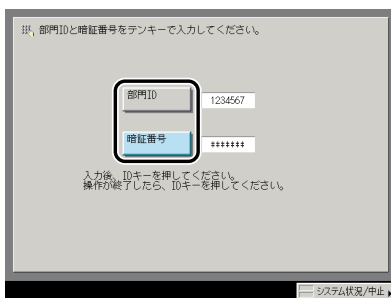 部門IDと暗証番号をテンキーで入力してください。
部門ID
1234567
暗証番号
*******
入力後、IDキーを押してください。
操作が終了したら、IDキーを押してください。
システム状況/中止